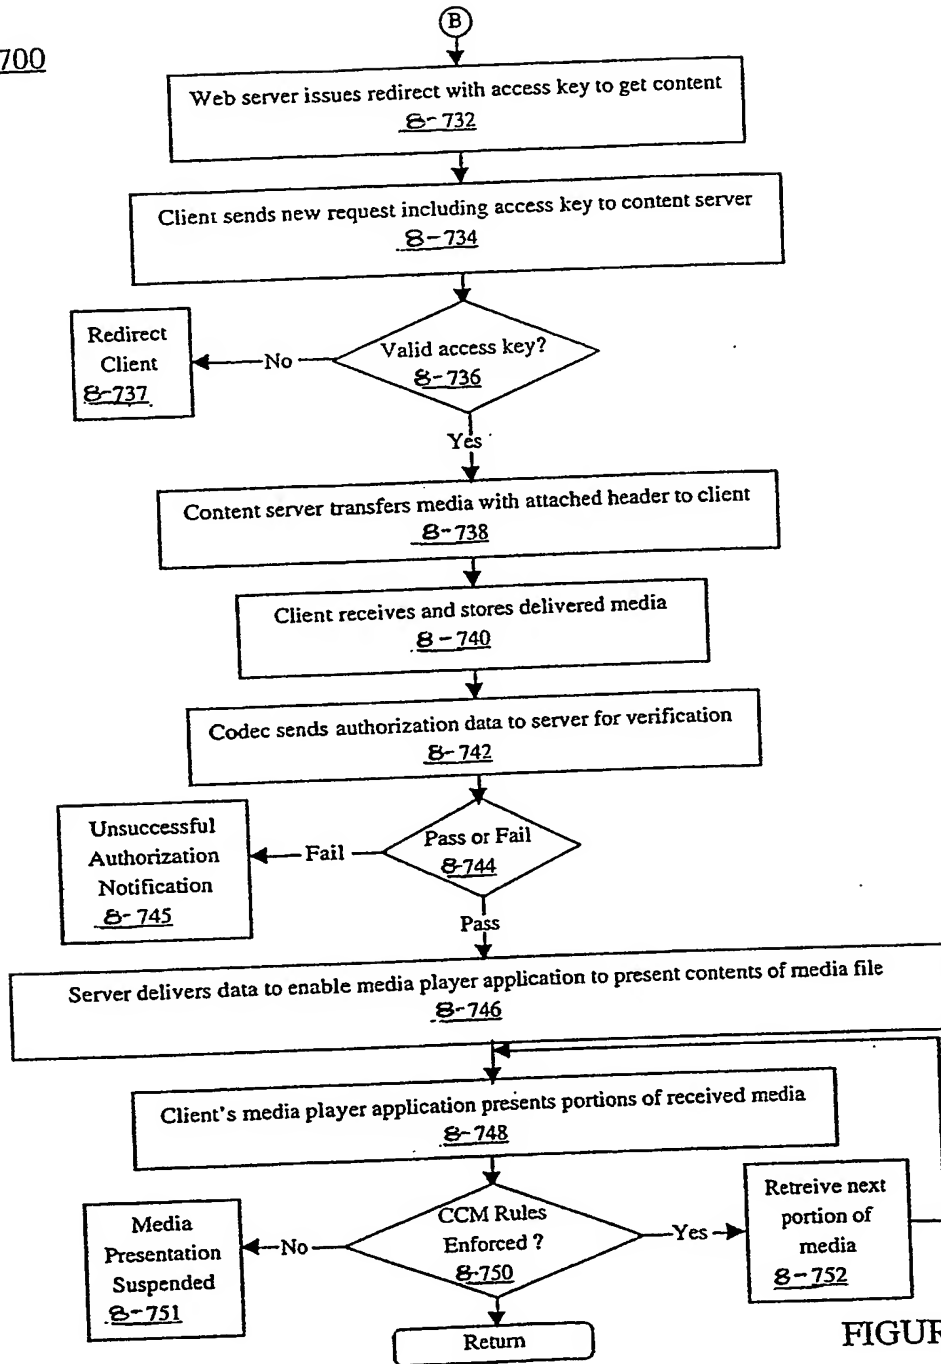 B
700
Web server issues redirect with access key to get content
8-732
Client sends new request including access key to content server
8-734
Redirect
Client
8-737
No
Valid access key?
8-736
Yes
Content server transfers media with attached header to client
8-738
Client receives and stores delivered media
8-740
Codec sends authorization data to server for verification
8-742
Unsuccessful
Authorization
Notification
8-745
Fail
Pass or Fail
8-744
Pass
Server delivers data to enable media player application to present contents of media file
8-746
Client's media player application presents portions of received media
8-748
Media
Presentation
Suspended
8-751
No
CCM Rules
Enforced ?
8-750
Yes
Retreive next
portion of
media
8-752
Return
FIGUR